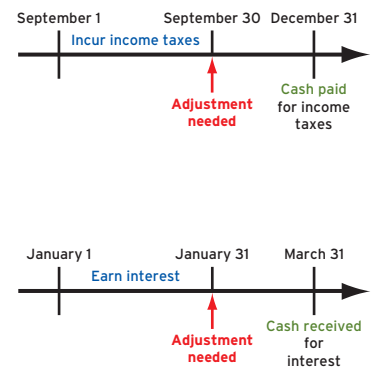 September 1 September 30 December 31
Incur income taxes
Adjustment
needed
Cash paid
for income
taxes
January 1 January 31 March 31
Earn interest
Adjustment
needed
Cash received
for
interest